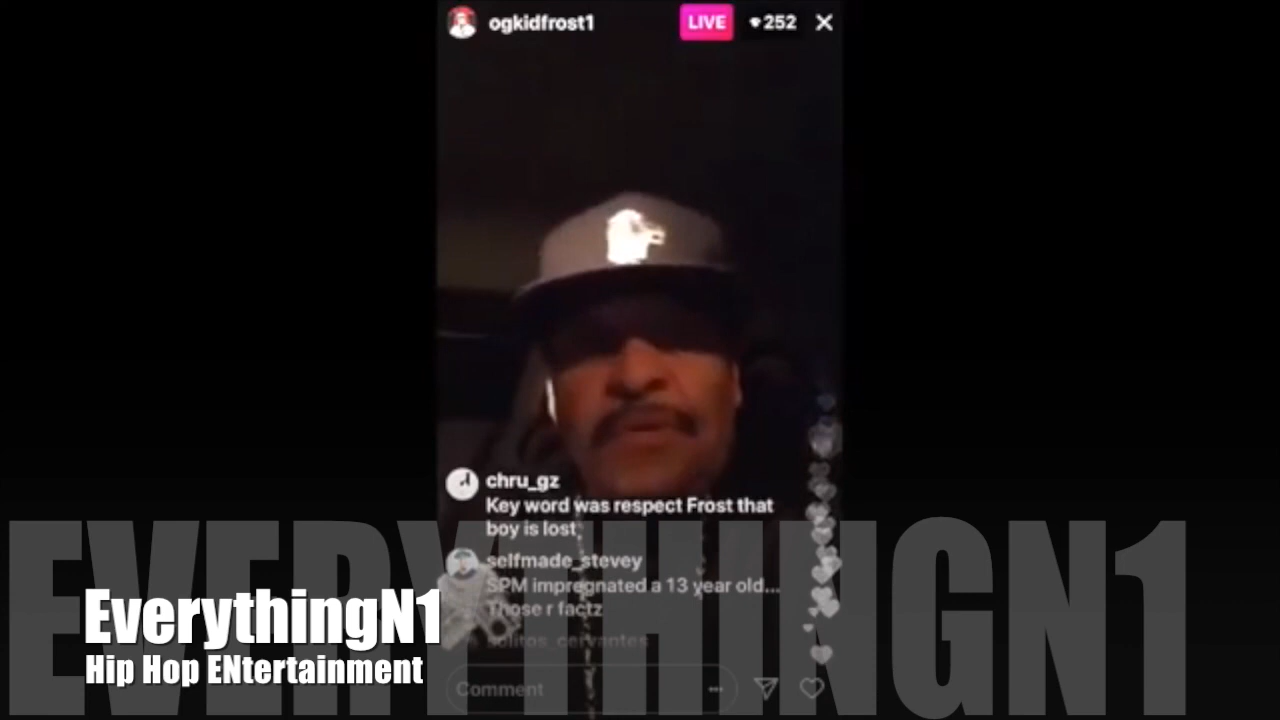 ogkidfrost1
LIVE
252
chru_gz
Key word was respect Frost that
boy is lost
selfmade_stevey
SPM impregnated a 13 year old...
Those r factz
solitos_cervantes
Comment
EVERYTHINGN1
EverythingN1
Hip Hop ENtertainment